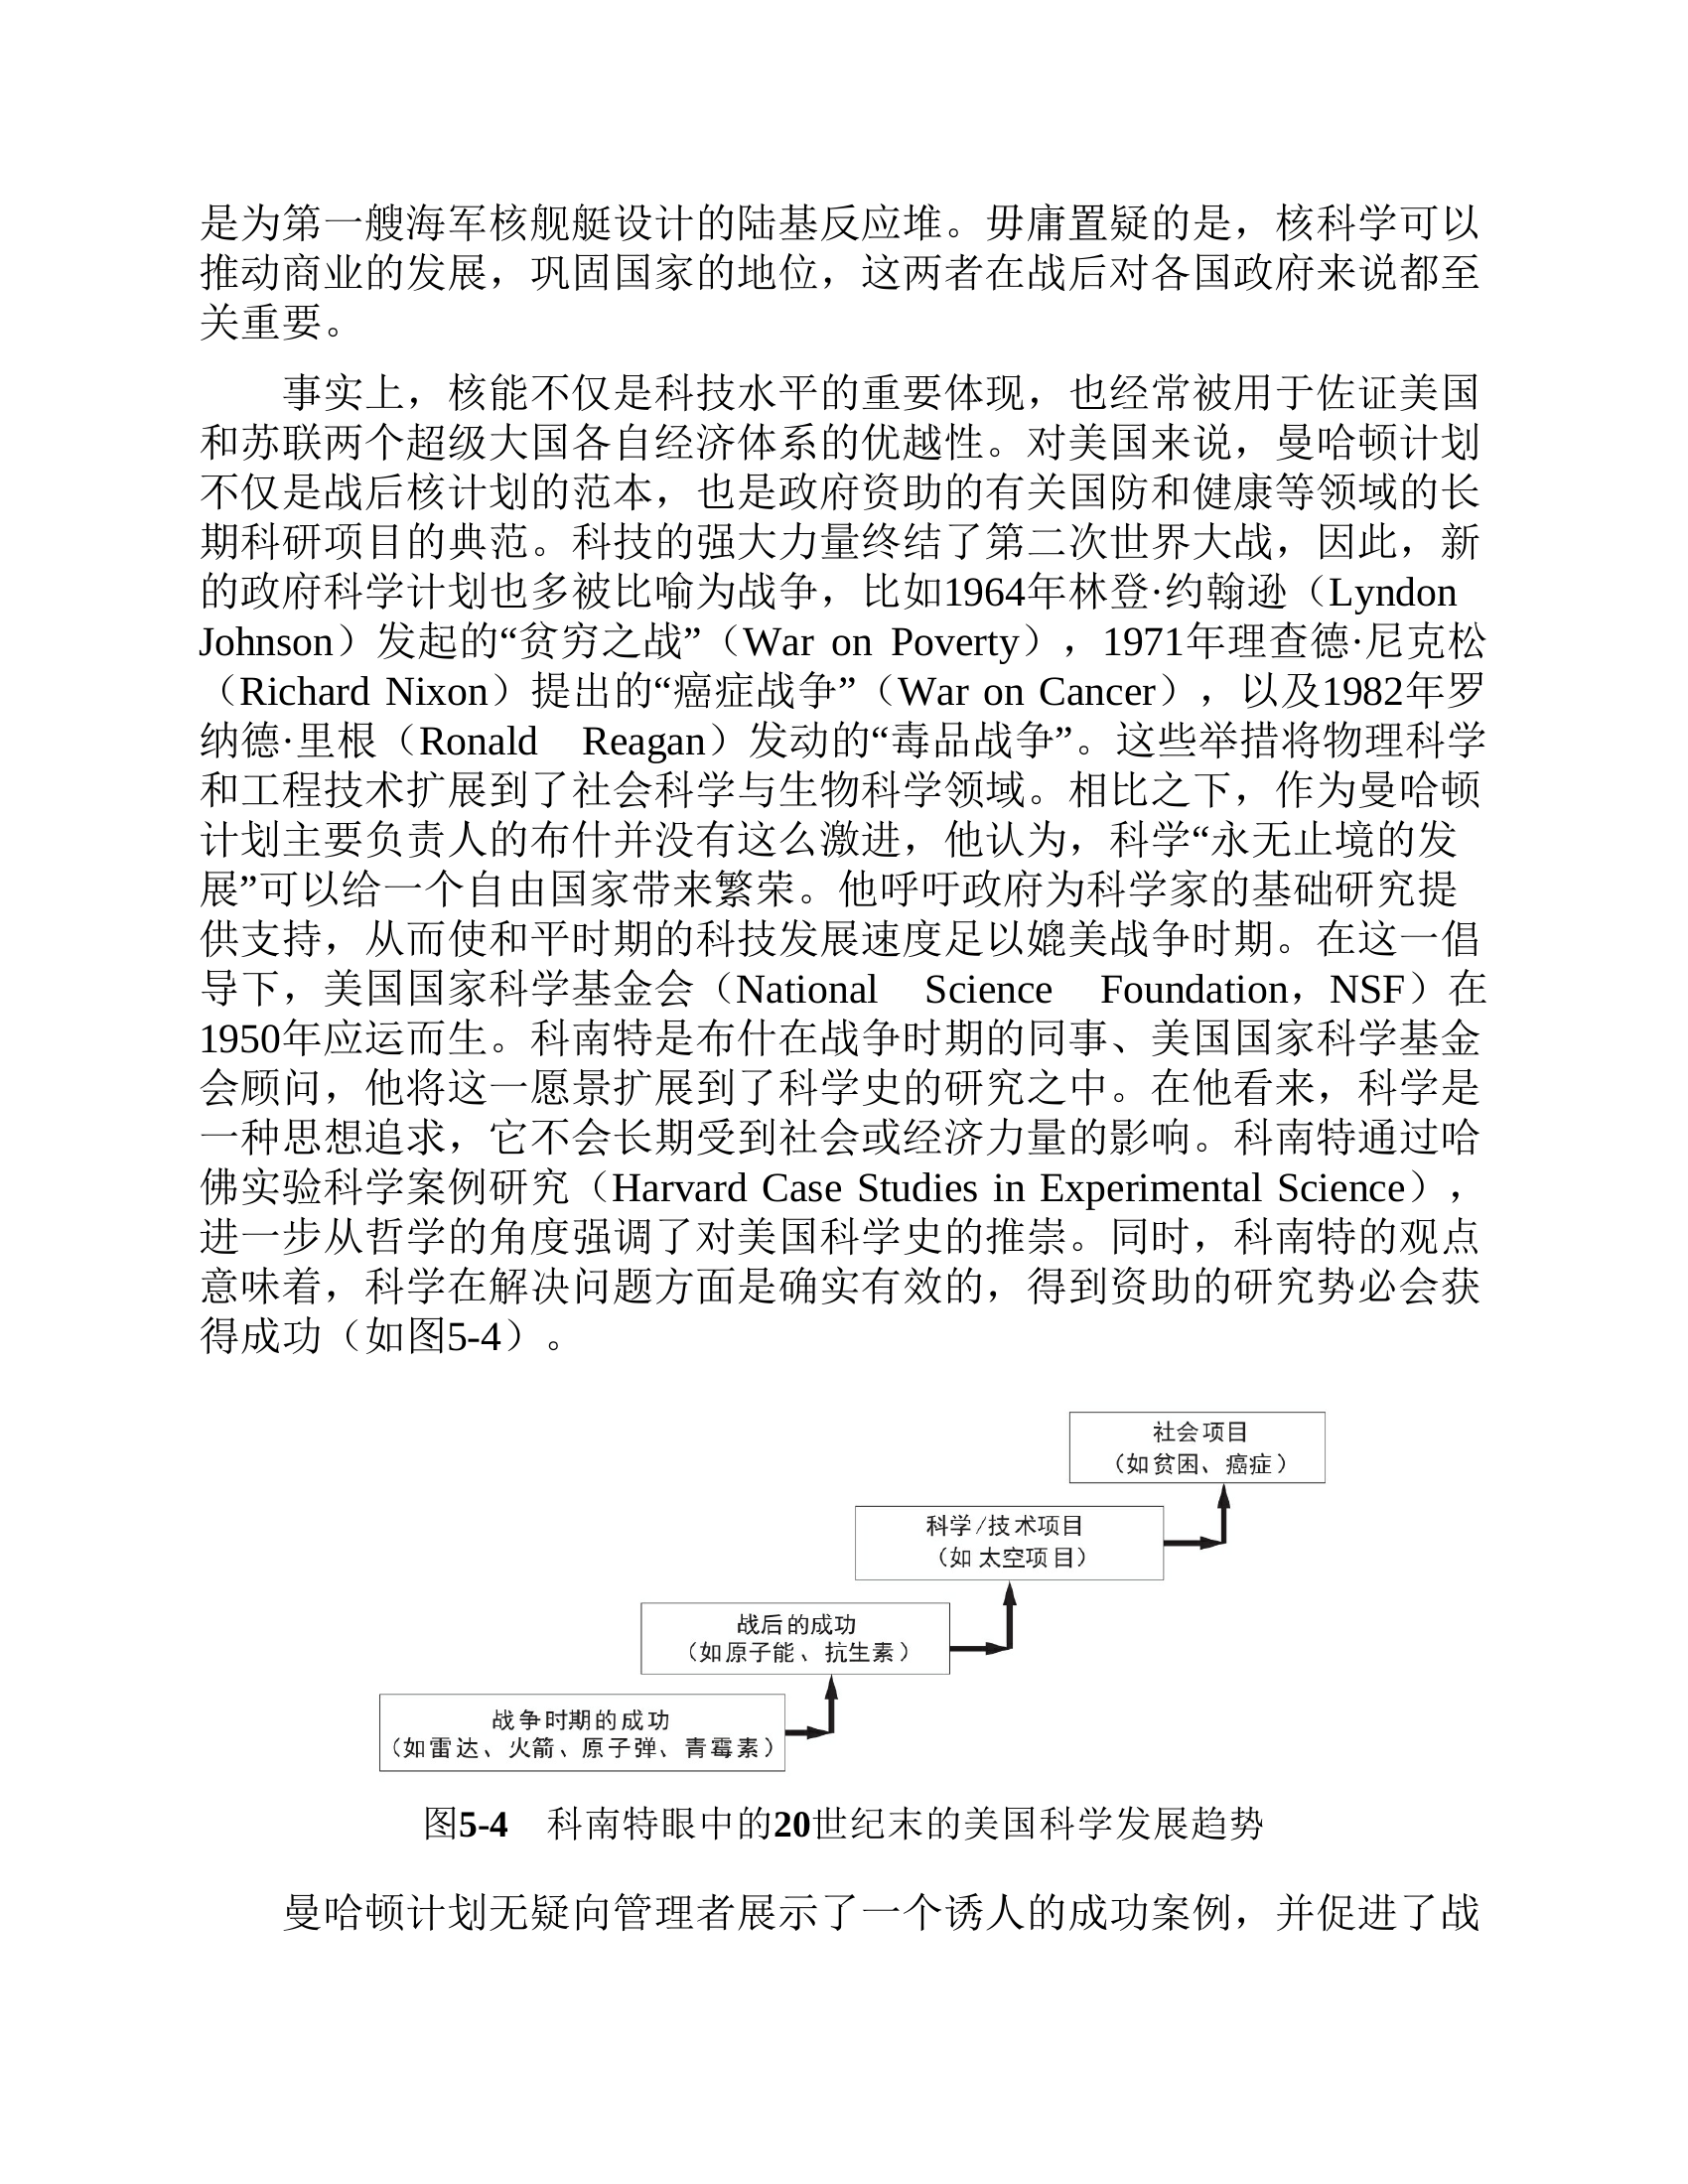 是为第一艘海军核舰艇设计的陆基反应堆。毋庸置疑的是，核科学可以
推动商业的发展，巩固国家的地位，这两者在战后对各国政府来说都至
关重要。
事实上，核能不仅是科技水平的重要体现，也经常被用于佐证美国
和苏联两个超级大国各自经济体系的优越性。对美国来说，曼哈顿计划
不仅是战后核计划的范本，也是政府资助的有关国防和健康等领域的长
期科研项目的典范。科技的强大力量终结了第二次世界大战，因此，新
的政府科学计划也多被比喻为战争，比如1964年林登·约翰逊（Lyndon
Johnson）发起的“贫穷之战”（War on Poverty），1971年理查德·尼克松
（Richard Nixon）提出的“癌症战争”（War on Cancer），以及1982年罗
纳德·里根（Ronald Reagan）发动的“毒品战争”。这些举措将物理科学
和工程技术扩展到了社会科学与生物科学领域。相比之下，作为曼哈顿
计划主要负责人的布什并没有这么激进，他认为，科学“永无止境的发
展”可以给一个自由国家带来繁荣。他呼吁政府为科学家的基础研究提
供支持，从而使和平时期的科技发展速度足以媲美战争时期。在这一倡
导下，美国国家科学基金会（National Science Foundation，NSF）在
1950年应运而生。科南特是布什在战争时期的同事、美国国家科学基金
会顾问，他将这一愿景扩展到了科学史的研究之中。在他看来，科学是
一种思想追求，它不会长期受到社会或经济力量的影响。科南特通过哈
佛实验科学案例研究（Harvard Case Studies in Experimental Science），
进一步从哲学的角度强调了对美国科学史的推崇。同时，科南特的观点
意味着，科学在解决问题方面是确实有效的，得到资助的研究势必会获
得成功（如图5-4）。
社会项目
（如贫困、癌症）
科学/技术项目
（如太空项目）
战后的成功
（如原子能、抗生素）
战争时期的成功
（如雷达、火箭、原子弹、青霉素）
图5-4 科南特眼中的20世纪末的美国科学发展趋势
曼哈顿计划无疑向管理者展示了一个诱人的成功案例，并促进了战